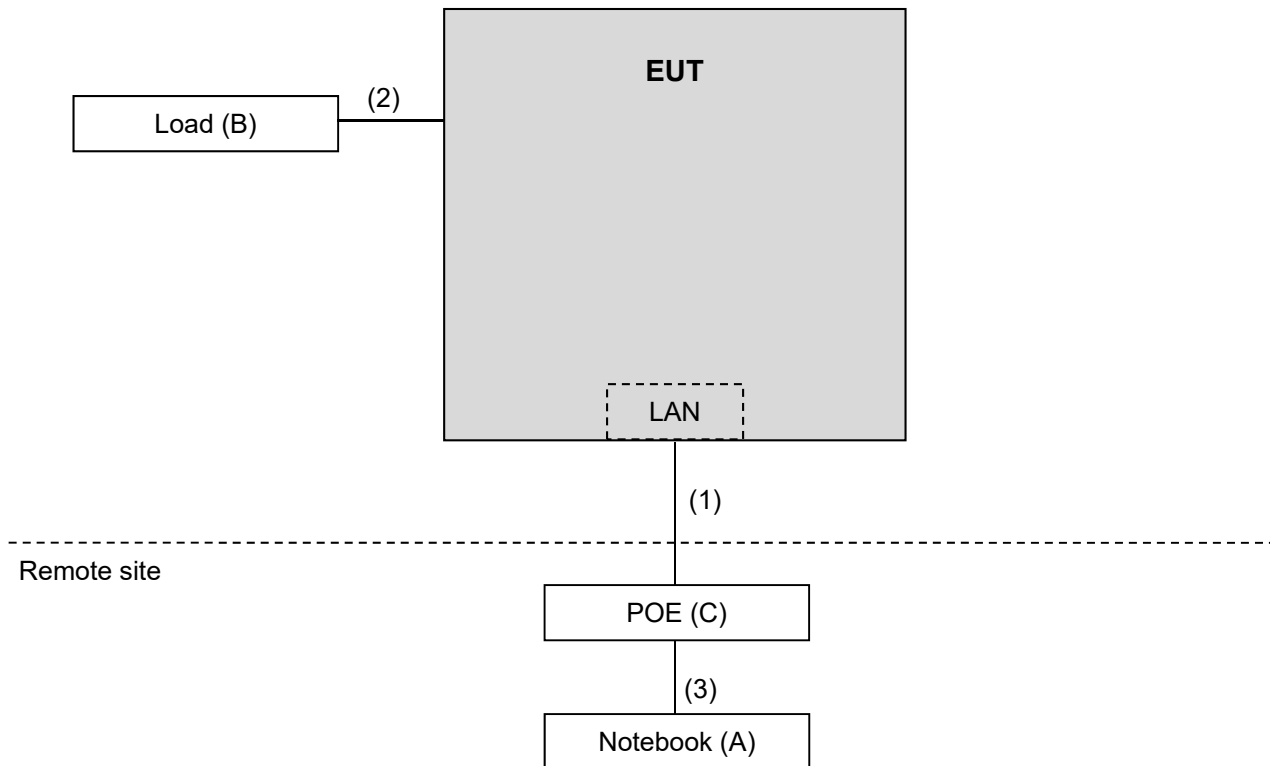 EUT
(2)
Load (B)
LAN
(1)
Remote site
POE (C)
(3)
Notebook (A)